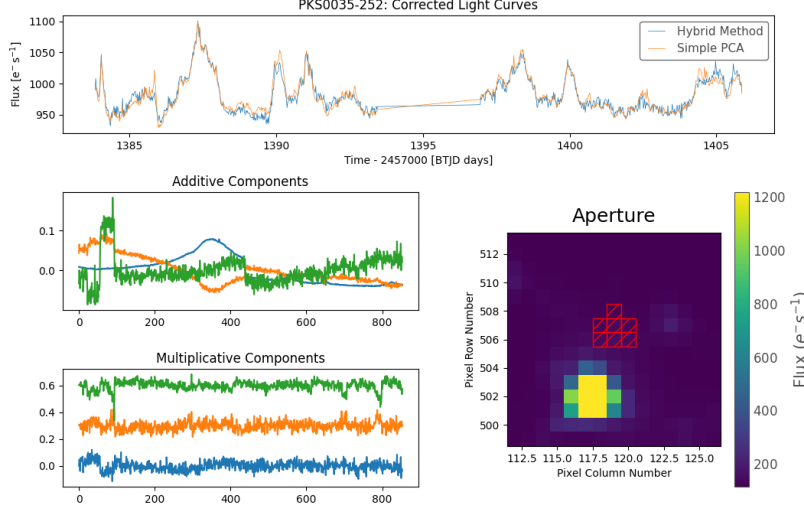 PKS0035-252: Corrected Light Curves
Flux [e⁻ s⁻¹]
1100
1050
1000
950
Hybrid Method
Simple PCA
1385 1390 1395 1400 1405
Time - 2457000 [BTJD days]
Additive Components
0.1
0.0
0 200 400 600 800
Multiplicative Components
0.6
0.4
0.2
0.0
0 200 400 600 800
Aperture
Pixel Row Number
512
510
508
506
504
502
500
112.5 115.0 117.5 120.0 122.5 125.0
Pixel Column Number
1200
1000
800
600
400
200
Flux (e⁻ s⁻¹)